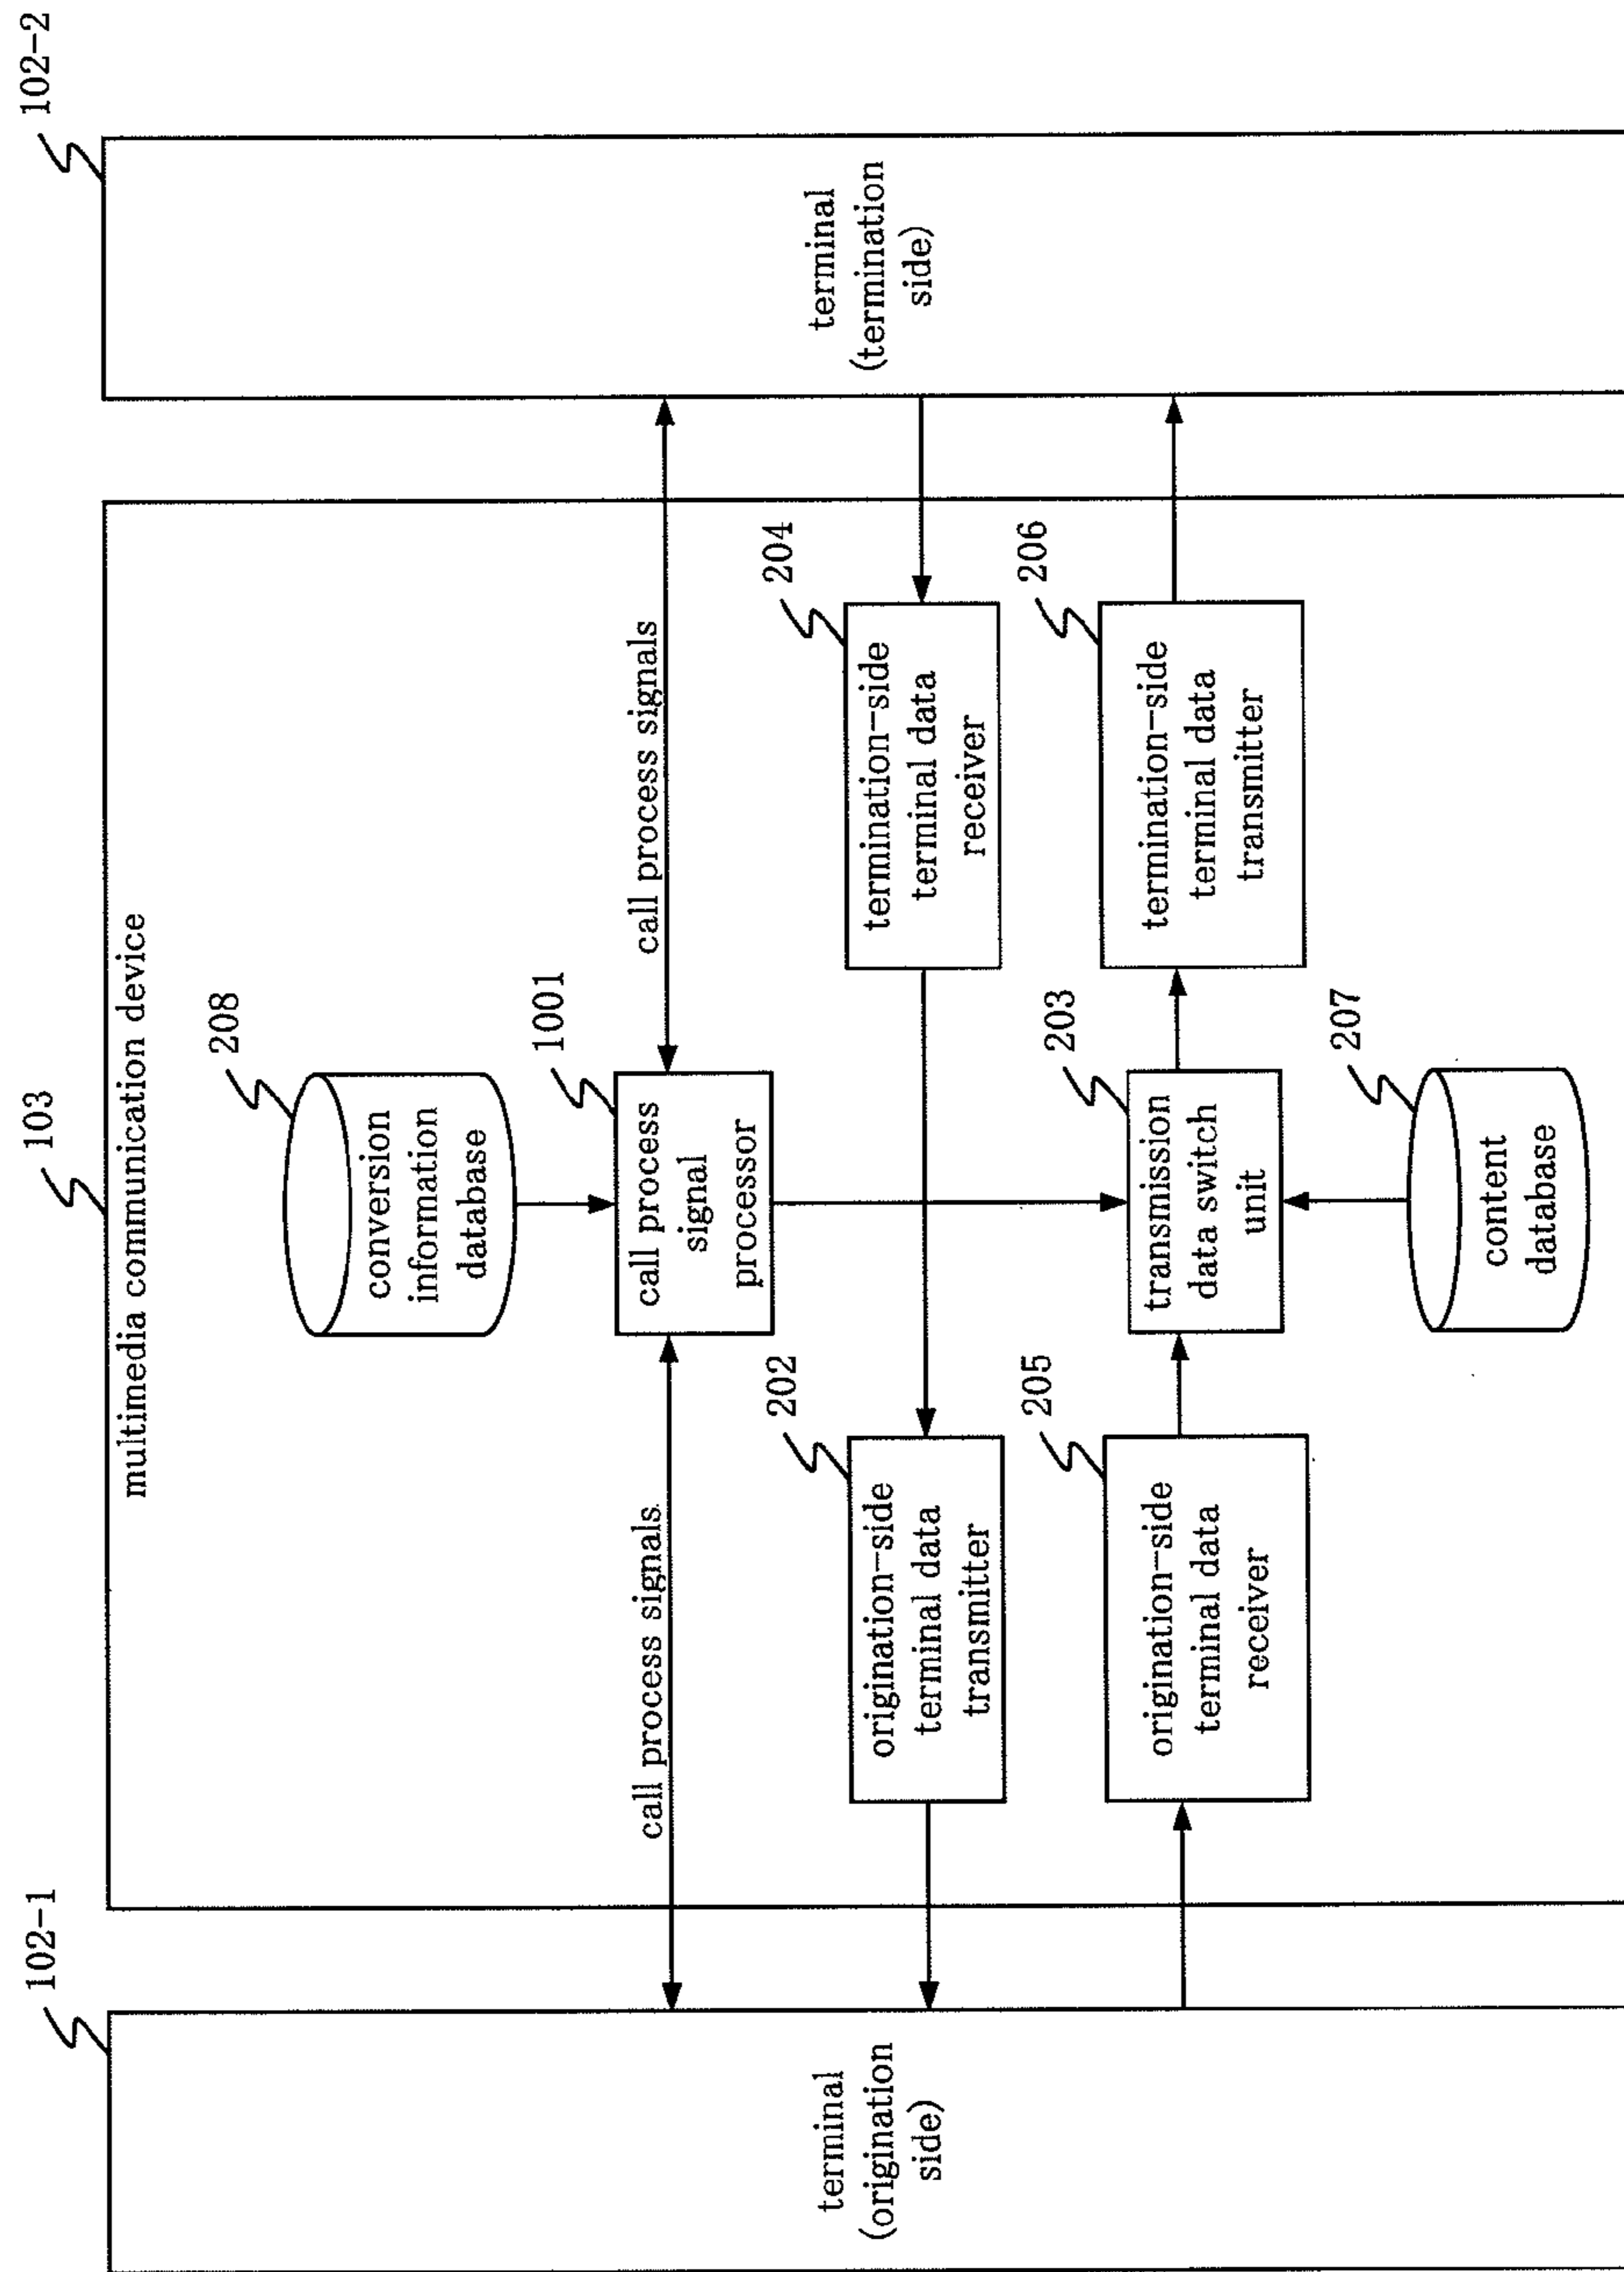 102-1
103
102-2
multimedia communication device
208
conversion
information
database
1001
call process
signal
processor
call process signals
call process signals
terminal
(origination
side)
terminal
(termination
side)
202
origination-side
terminal data
transmitter
204
termination-side
terminal data
receiver
205
origination-side
terminal data
receiver
203
transmission
data switch
unit
206
termination-side
terminal data
transmitter
207
content
database